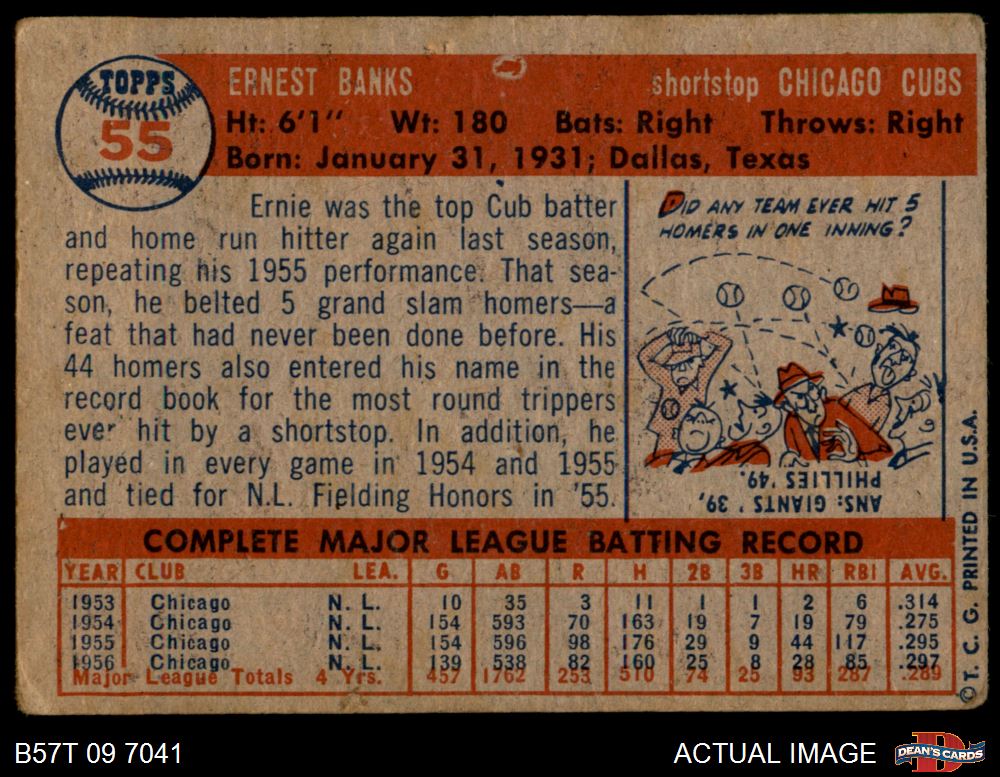 TOPPS
55
ERNEST BANKS shortstop CHICAGO CUBS
Ht: 6'1" Wt: 180 Bats: Right Throws: Right
Born: January 31, 1931; Dallas, Texas
Ernie was the top Cub batter
and home run hitter again last season,
repeating his 1955 performance. That sea-
son, he belted 5 grand slam homers—a
feat that had never been done before. His
44 homers also entered his name in the
record book for the most round trippers
ever hit by a shortstop. In addition, he
played in every game in 1954 and 1955
and tied for N.L. Fielding Honors in '55.
DID ANY TEAM EVER HIT 5
HOMERS IN ONE INNING?
ANS: GIANTS '39,
PHILLIES '49.
COMPLETE MAJOR LEAGUE BATTING RECORD
YEAR CLUB LEA. G AB R H 2B 3B HR RBI AVG.
1953 Chicago N. L. 10 35 3 11 1 1 2 6 .314
1954 Chicago N. L. 154 593 70 163 19 7 19 79 .275
1955 Chicago N. L. 154 596 98 176 29 9 44 117 .295
1956 Chicago N. L. 139 538 82 160 25 8 28 85 .297
Major League Totals 4 Yrs. 457 1762 253 510 74 25 93 287 .289
© T. C. G. PRINTED IN U.S.A.
B57T 09 7041
ACTUAL IMAGE
DEAN'S CARDS